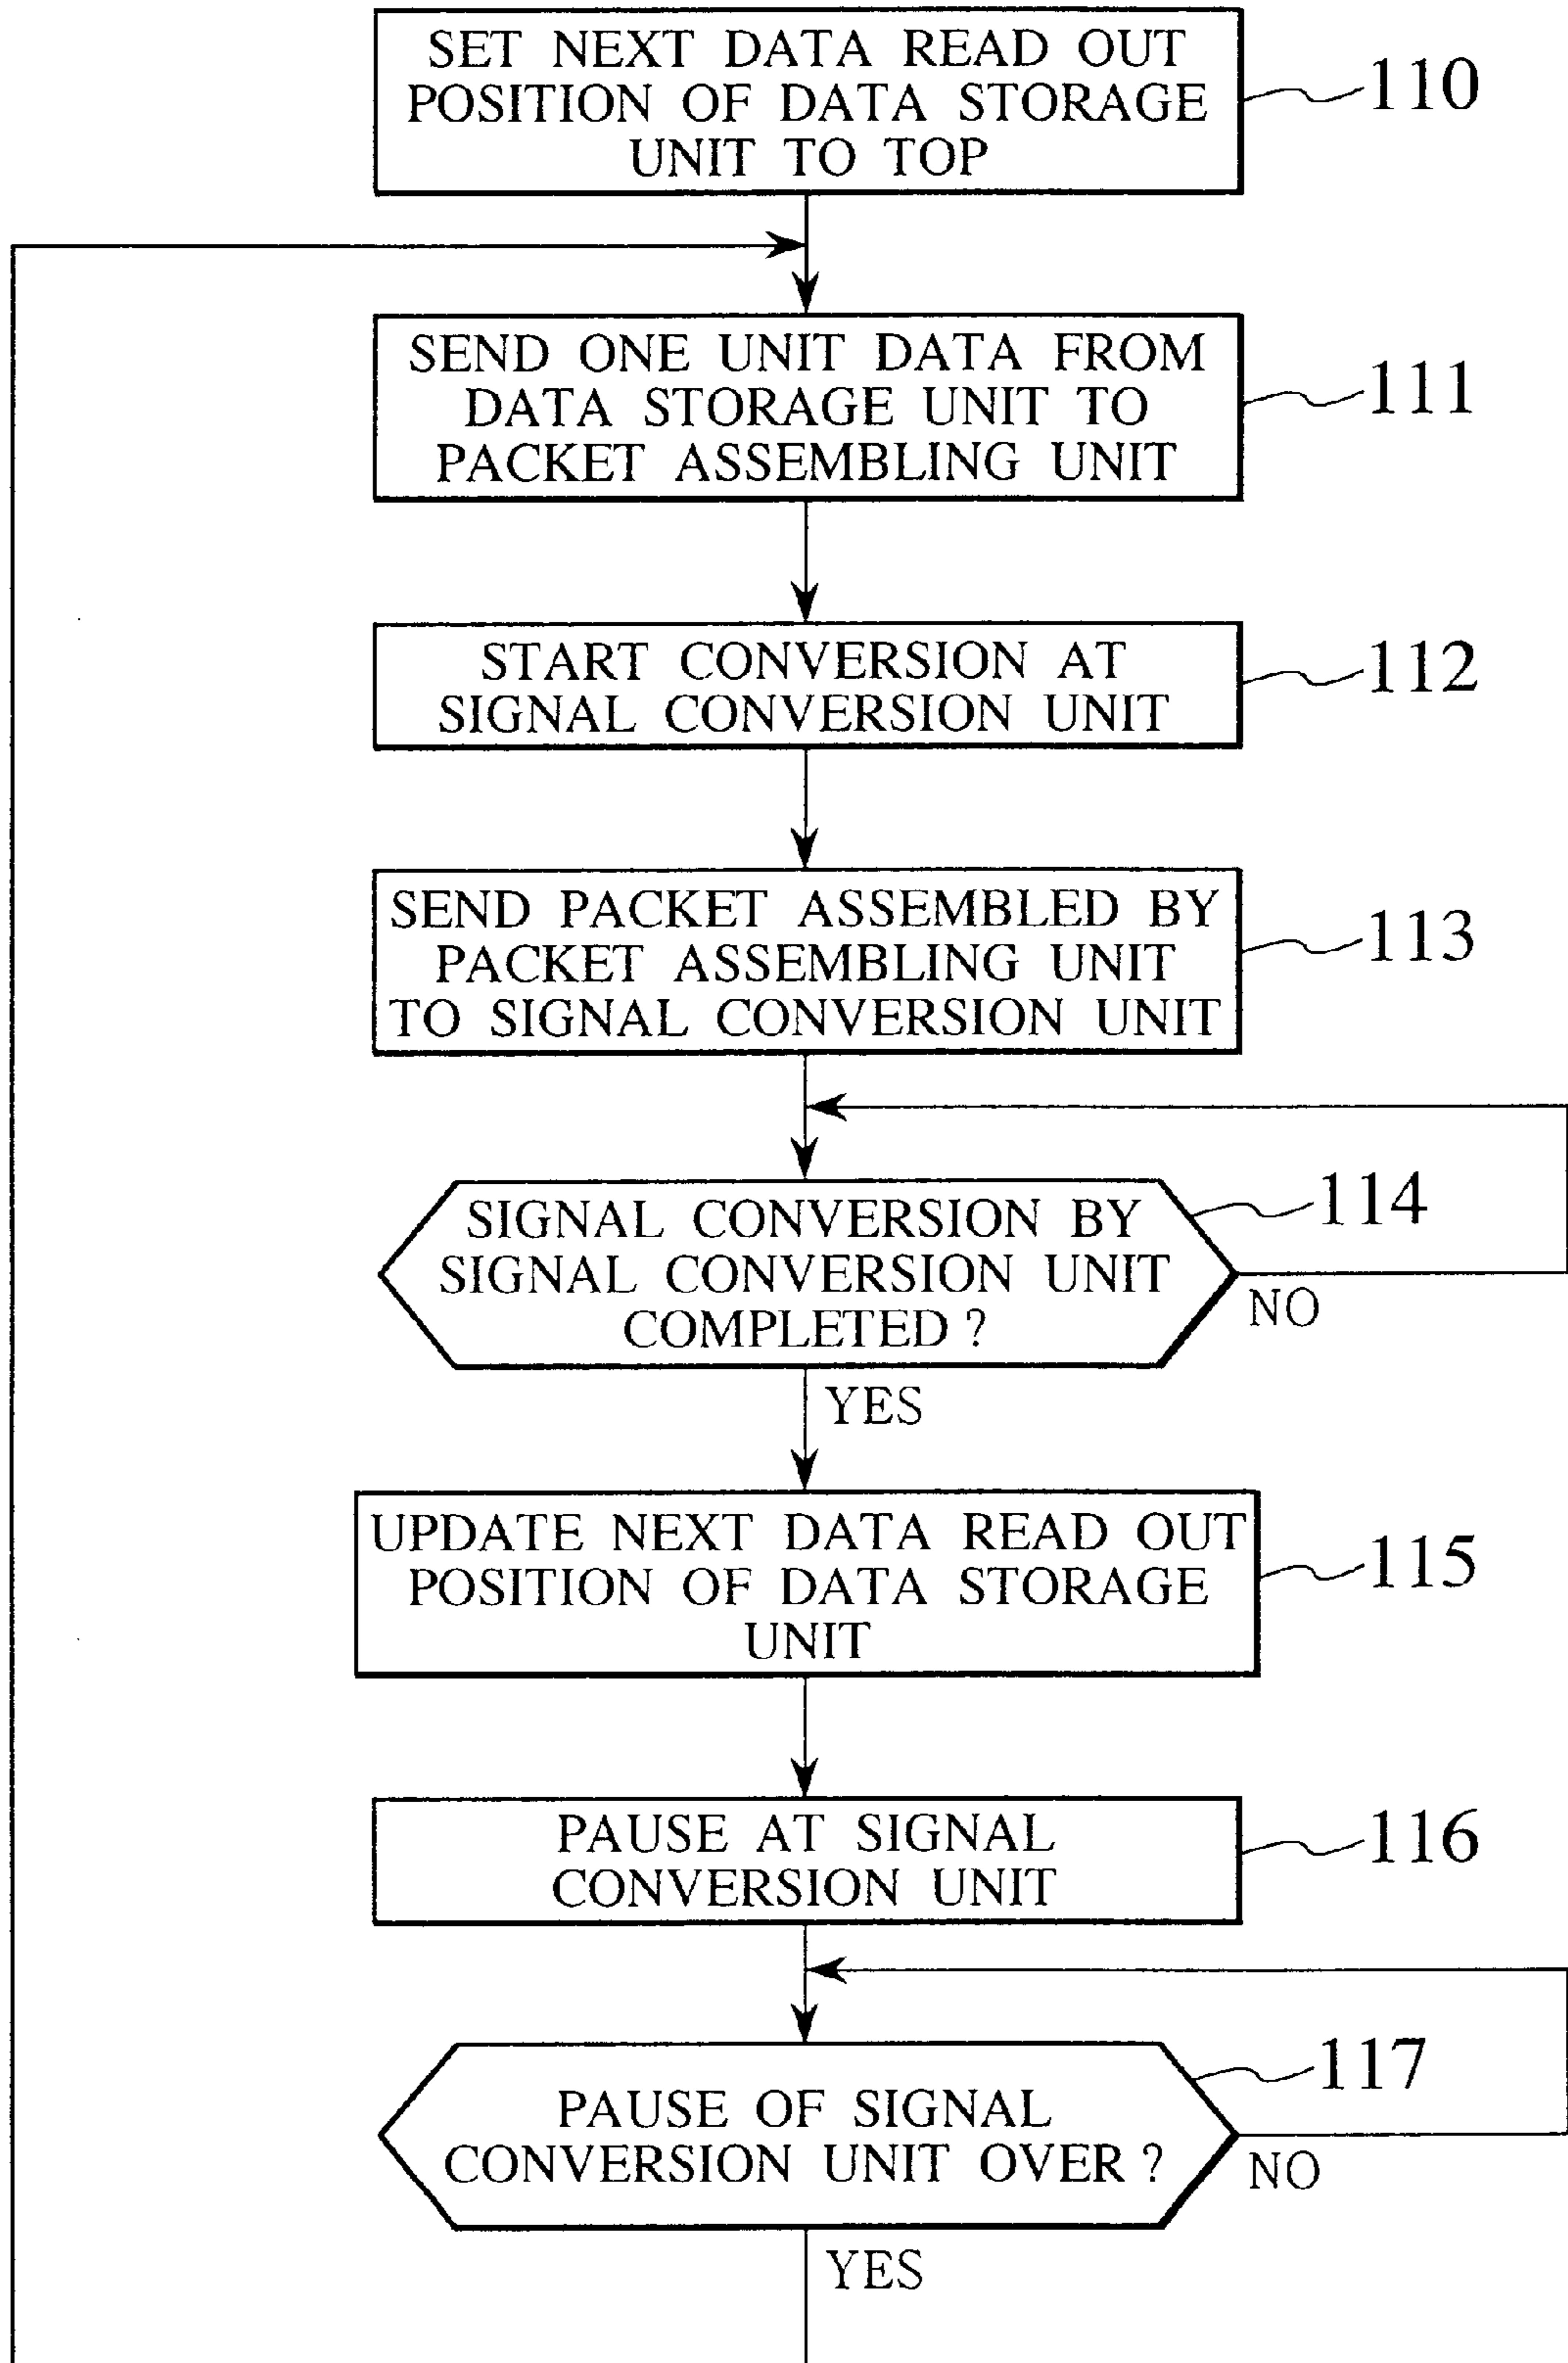 SET NEXT DATA READ OUT
POSITION OF DATA STORAGE
UNIT TO TOP
110
SEND ONE UNIT DATA FROM
DATA STORAGE UNIT TO
PACKET ASSEMBLING UNIT
111
START CONVERSION AT
SIGNAL CONVERSION UNIT
112
SEND PACKET ASSEMBLED BY
PACKET ASSEMBLING UNIT
TO SIGNAL CONVERSION UNIT
113
SIGNAL CONVERSION BY
SIGNAL CONVERSION UNIT
COMPLETED ?
114
NO
YES
UPDATE NEXT DATA READ OUT
POSITION OF DATA STORAGE
UNIT
115
PAUSE AT SIGNAL
CONVERSION UNIT
116
PAUSE OF SIGNAL
CONVERSION UNIT OVER ?
117
NO
YES